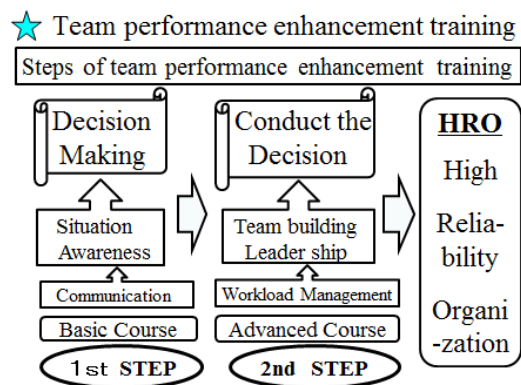 Team performance enhancement training
Steps of team performance enhancement training
Decision
Making
Situation
Awareness
Communication
Basic Course
1st STEP
Conduct the
Decision
Team building
Leader ship
Workload Management
Advanced Course
2nd STEP
HRO
High
Relia-
bility
Organi
-zation